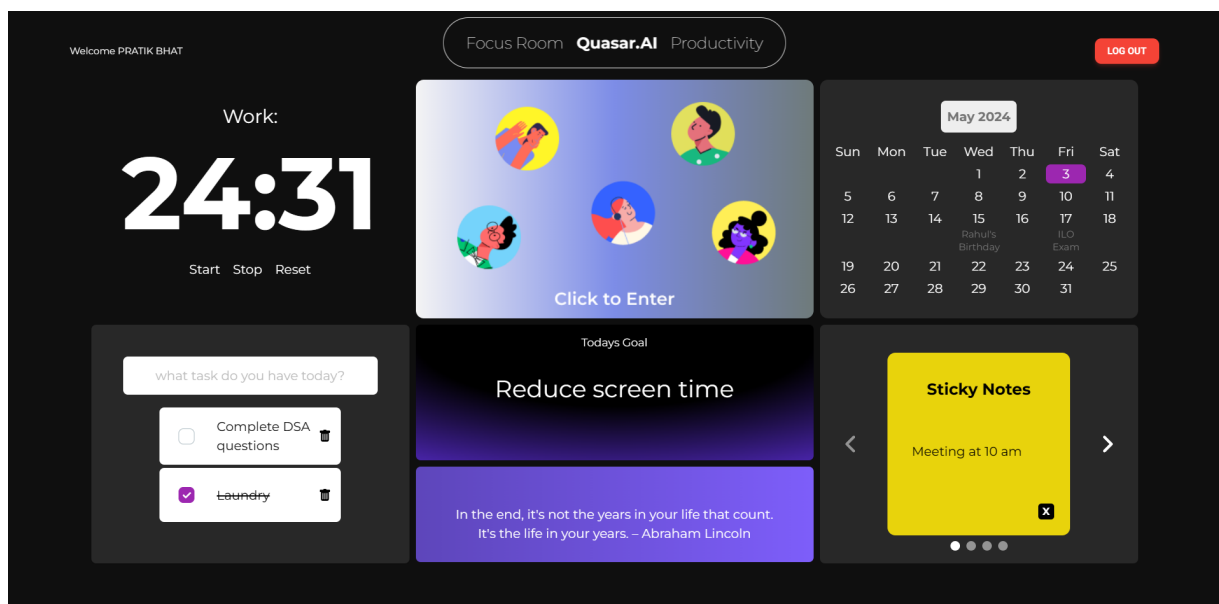 Welcome PRATIK BHAT
Focus Room Quasar.AI Productivity
LOG OUT
Work:
24:31
Start Stop Reset
Click to Enter
May 2024
Sun Mon Tue Wed Thu Fri Sat
1 2 3 4
5 6 7 8 9 10 11
12 13 14 15 16 17 18
Rahul's ILO
Birthday Exam
19 20 21 22 23 24 25
26 27 28 29 30 31
what task do you have today?
Complete DSA
questions
Laundry
Todays Goal
Reduce screen time
In the end, it's not the years in your life that count.
It's the life in your years. – Abraham Lincoln
Sticky Notes
Meeting at 10 am
X